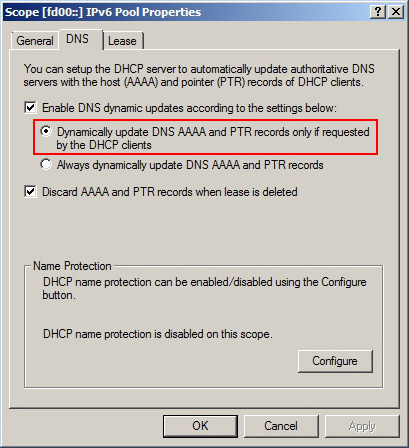 Scope [fd00::] IPv6 Pool Properties
General DNS Lease
You can setup the DHCP server to automatically update authoritative DNS
servers with the host (AAAA) and pointer (PTR) records of DHCP clients.
Enable DNS dynamic updates according to the settings below:
Dynamically update DNS AAAA and PTR records only if requested
by the DHCP clients
Always dynamically update DNS AAAA and PTR records
Discard AAAA and PTR records when lease is deleted
Name Protection
DHCP name protection can be enabled/disabled using the Configure
button.
DHCP name protection is disabled on this scope.
Configure
OK Cancel Apply